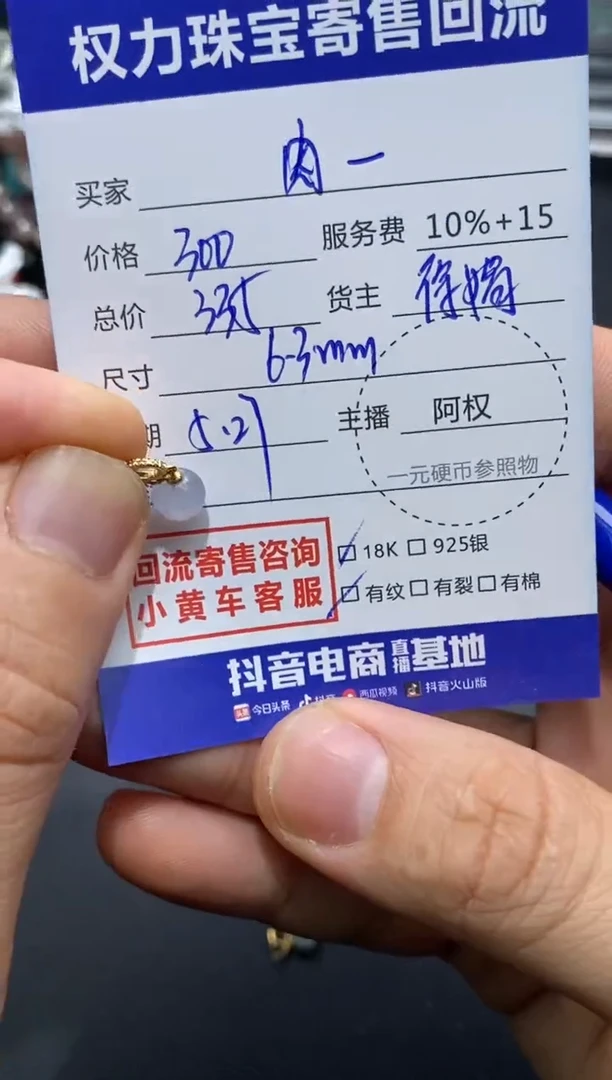 权力珠宝寄售回流
买家 肉一
价格 300 服务费 10%+15
总价 345 货主
尺寸 6.3mm
期 5.27 主播 阿权
一元硬币参照物
回流寄售咨询
小黄车客服
18K 925银
有纹 有裂 有棉
抖音电商直播基地
今日头条 抖音 西瓜视频 抖音火山版